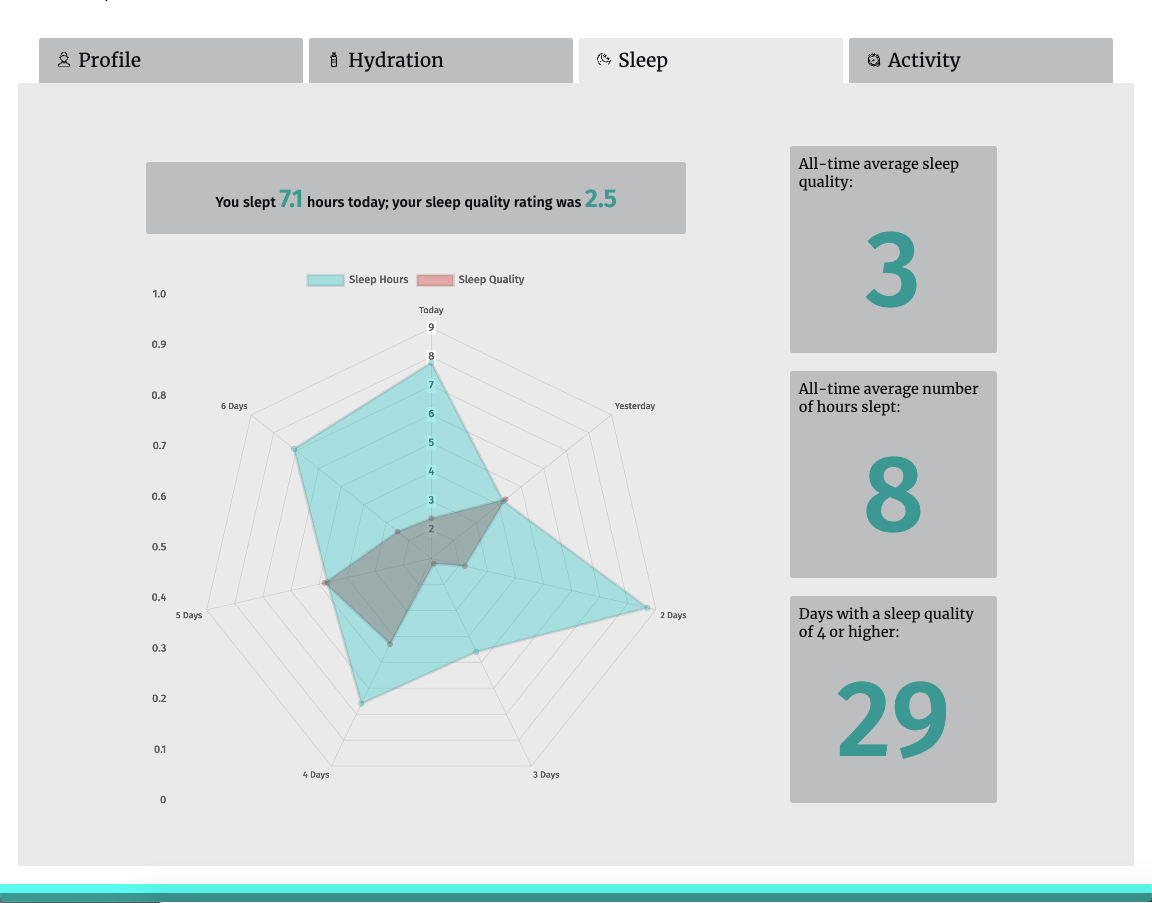 Profile
Hydration
Sleep
Activity
You slept 7.1 hours today; your sleep quality rating was 2.5
Sleep Hours
Sleep Quality
1.0
0.9
0.8
0.7
0.6
0.5
0.4
0.3
0.2
0.1
0
Today
9
8
7
6
5
4
3
2
Yesterday
2 Days
3 Days
4 Days
5 Days
6 Days
All-time average sleep
quality:
3
All-time average number
of hours slept:
8
Days with a sleep quality
of 4 or higher:
29